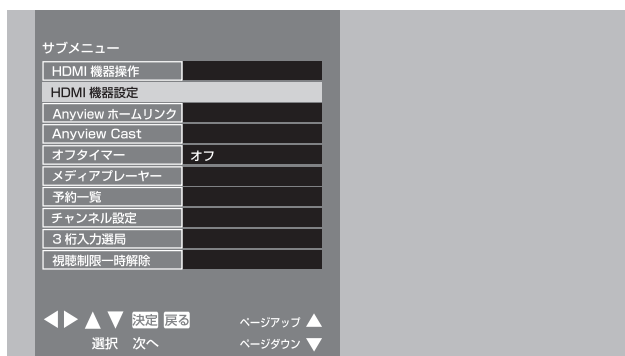 サブメニュー
HDMI 機器操作
HDMI 機器設定
Anyview ホームリンク
Anyview Cast
オフタイマー オフ
メディアプレーヤー
予約一覧
チャンネル設定
3 桁入力選局
視聴制限一時解除
◀▶▲▼ 決定 戻る ページアップ ▲
選択 次へ ページダウン ▼